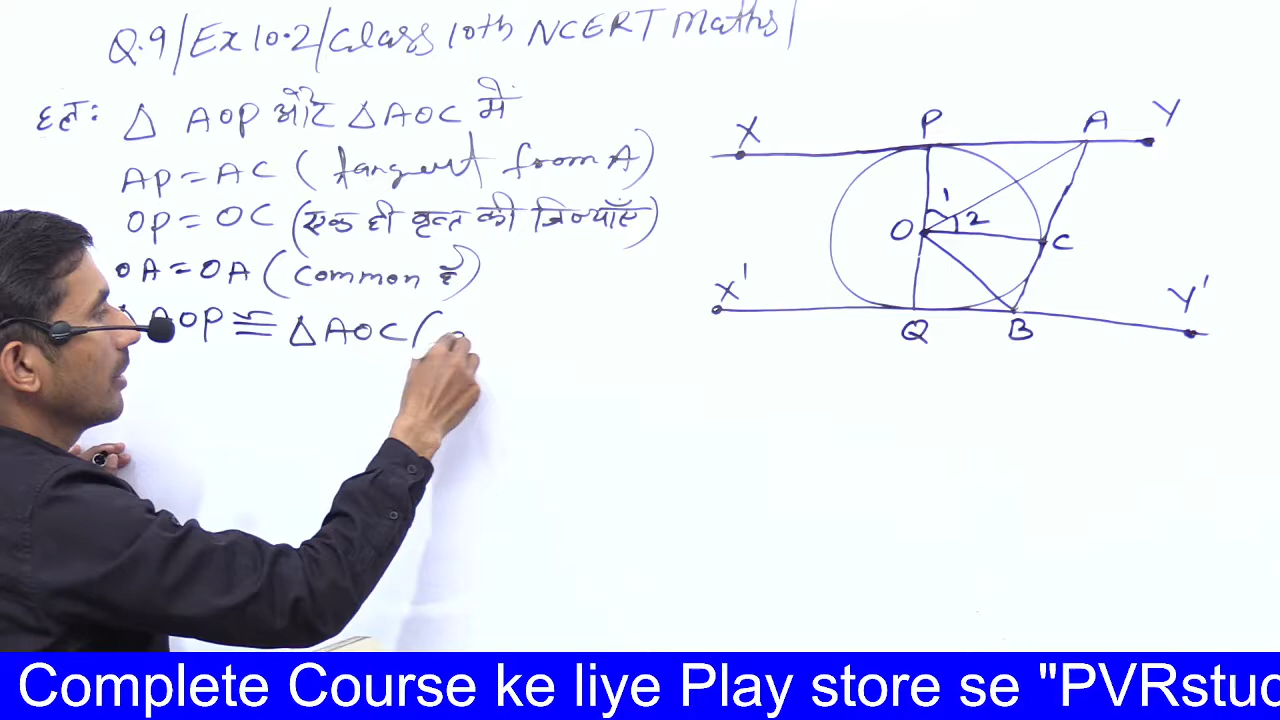 Q.9/Ex 10.2/Class 10th NCERT Maths/
हल: △ AOP और △AOC में
AP = AC (tangent from A)
OP = OC (एक ही वृत्त की त्रिज्याएँ)
OA = OA (common है)
AOP ≅ △AOC (
X P A Y
1
O 2 C
X' Y'
Q B
Complete Course ke liye Play store se "PVRstud